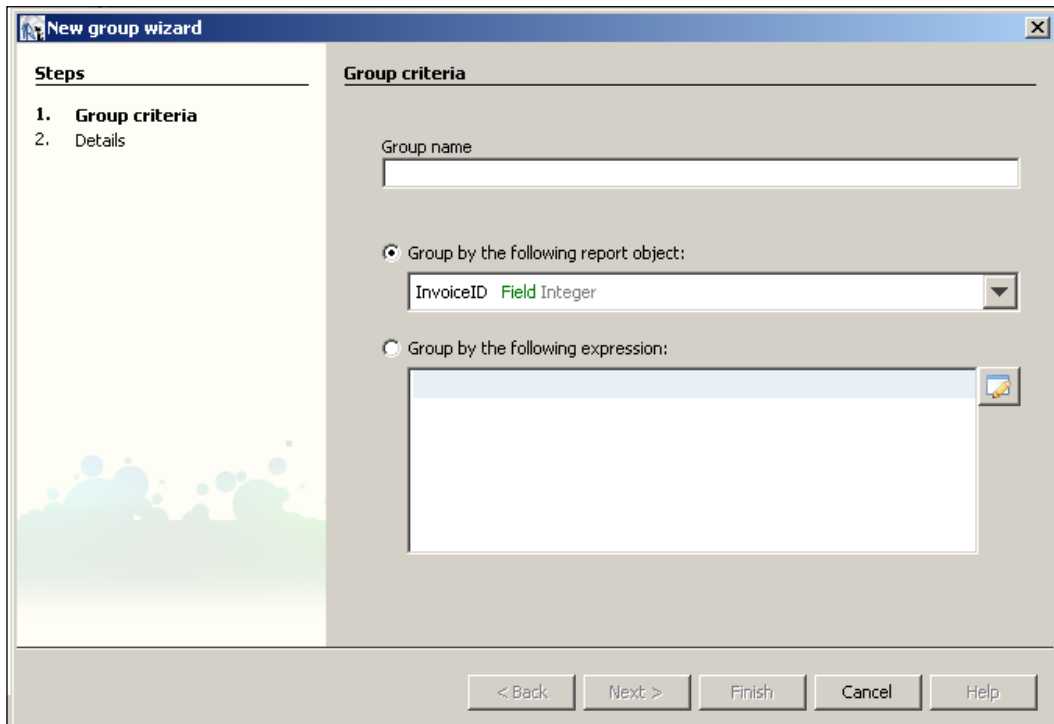 New group wizard
Steps
1. Group criteria
2. Details
Group criteria
Group name
Group by the following report object:
InvoiceID Field Integer
Group by the following expression:
< Back Next > Finish Cancel Help